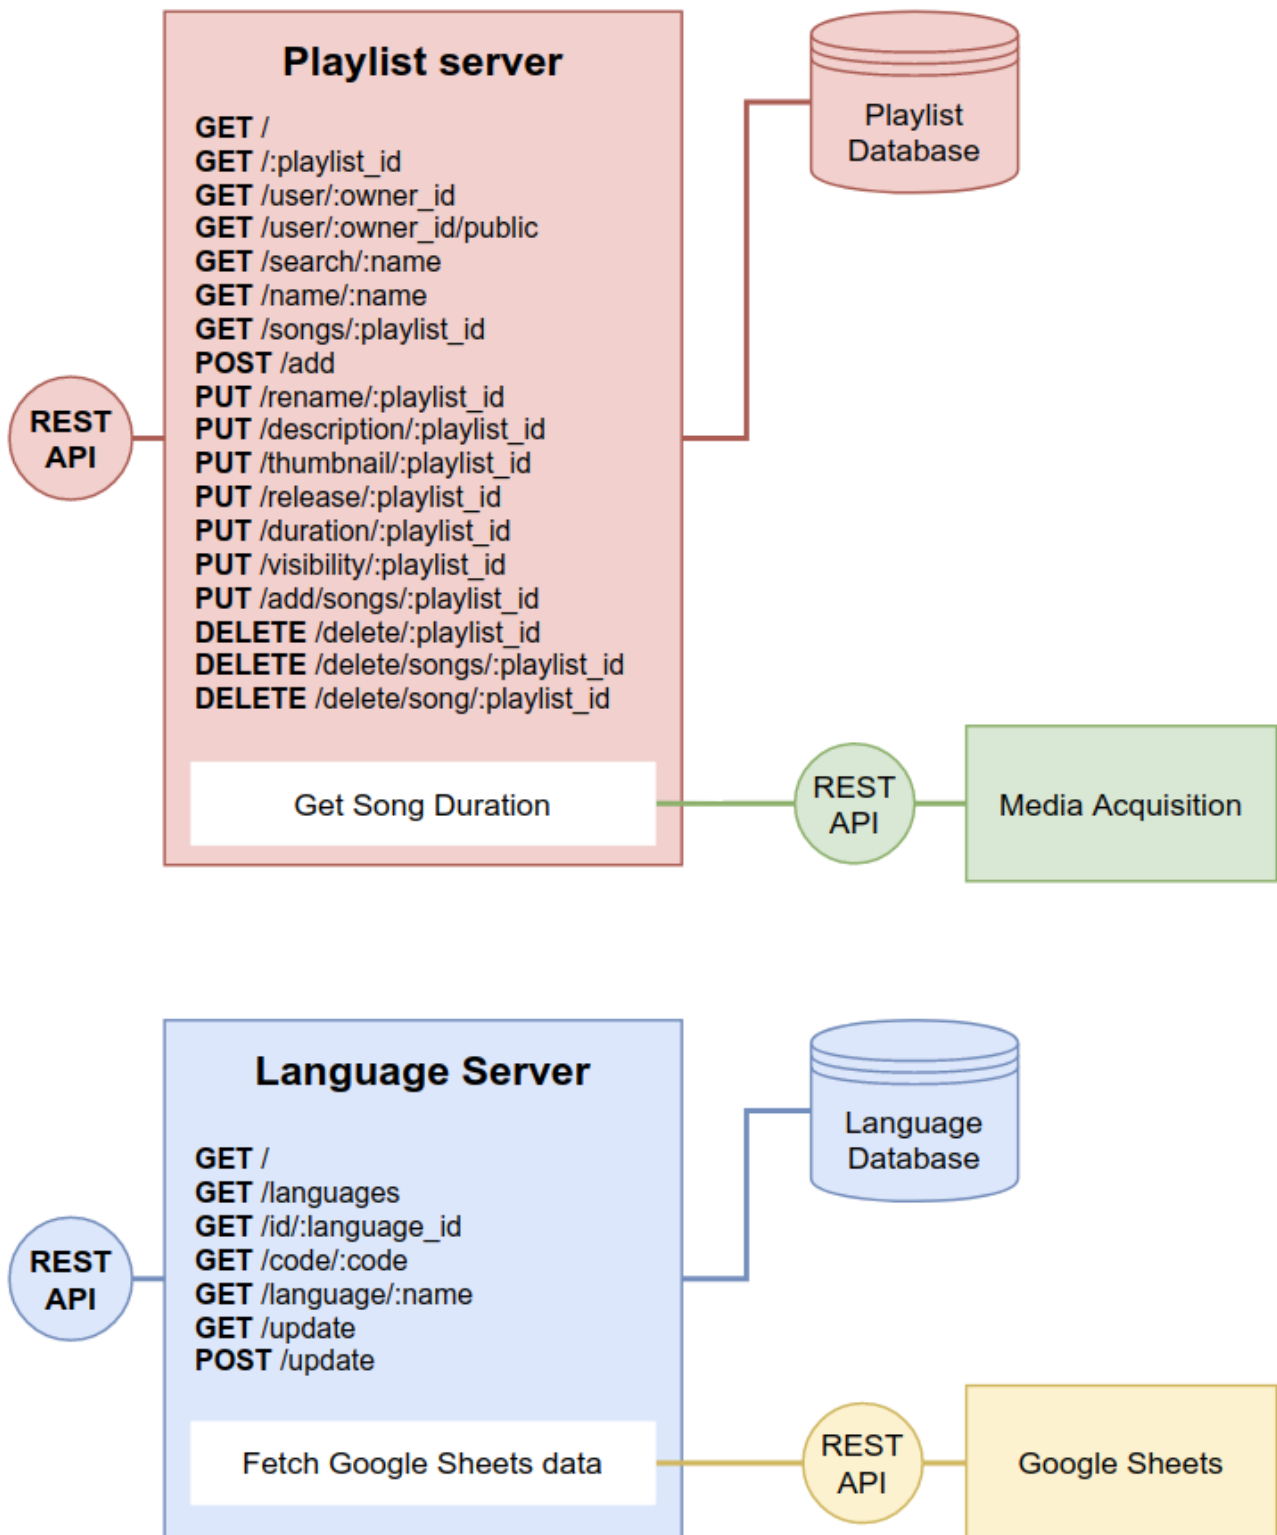 Playlist server
GET /
GET /:playlist_id
GET /user/:owner_id
GET /user/:owner_id/public
GET /search/:name
GET /name/:name
GET /songs/:playlist_id
POST /add
PUT /rename/:playlist_id
PUT /description/:playlist_id
PUT /thumbnail/:playlist_id
PUT /release/:playlist_id
PUT /duration/:playlist_id
PUT /visibility/:playlist_id
PUT /add/songs/:playlist_id
DELETE /delete/:playlist_id
DELETE /delete/songs/:playlist_id
DELETE /delete/song/:playlist_id
REST
API
Playlist
Database
Get Song Duration
REST
API
Media Acquisition
Language Server
GET /
GET /languages
GET /id/:language_id
GET /code/:code
GET /language/:name
GET /update
POST /update
REST
API
Language
Database
Fetch Google Sheets data
REST
API
Google Sheets